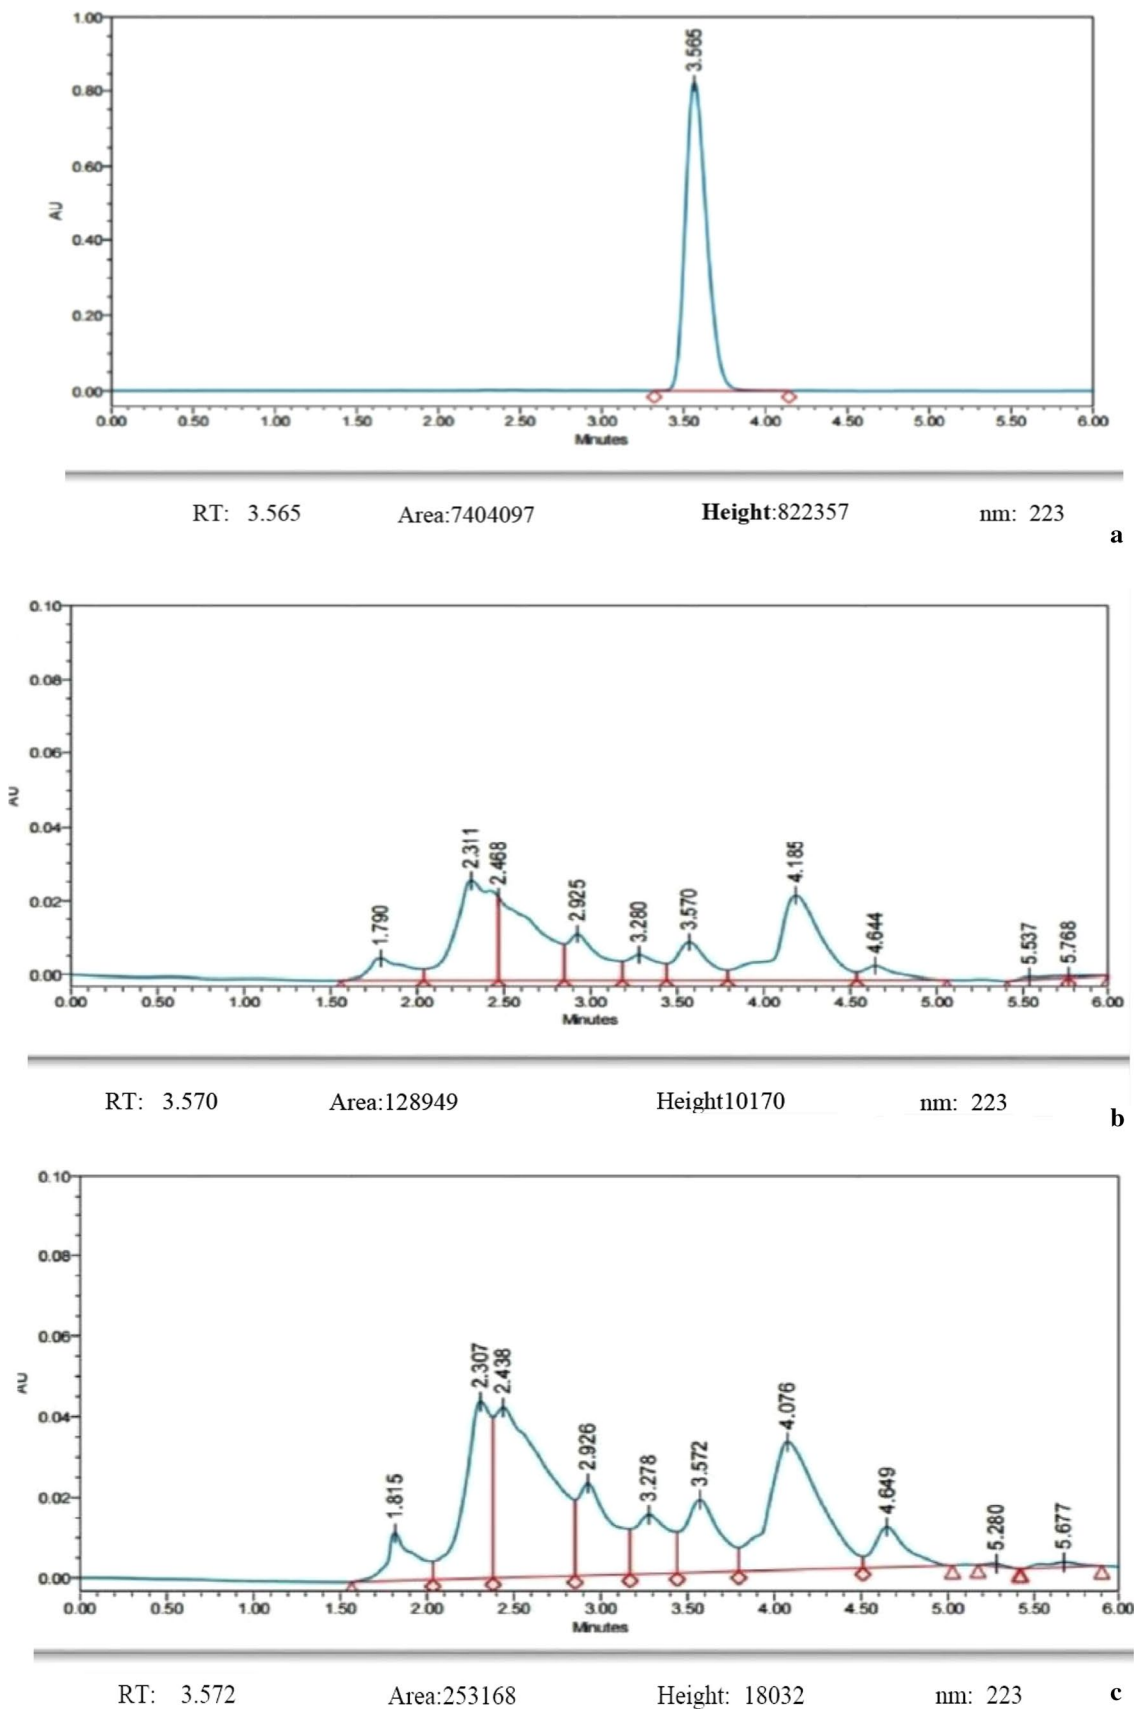 1.00
0.80
0.60
0.40
0.20
0.00
AU
3.565
0.00 0.50 1.00 1.50 2.00 2.50 3.00 3.50 4.00 4.50 5.00 5.50 6.00
Minutes
RT: 3.565 Area:7404097 Height:822357 nm: 223
a
0.10
0.08
0.06
0.04
0.02
0.00
AU
1.790 2.311 2.468 2.925 3.280 3.570 4.185 4.644 5.537 5.768
0.00 0.50 1.00 1.50 2.00 2.50 3.00 3.50 4.00 4.50 5.00 5.50 6.00
Minutes
RT: 3.570 Area:128949 Height10170 nm: 223
b
0.10
0.08
0.06
0.04
0.02
0.00
AU
1.815 2.307 2.438 2.926 3.278 3.572 4.076 4.649 5.280 5.677
0.00 0.50 1.00 1.50 2.00 2.50 3.00 3.50 4.00 4.50 5.00 5.50 6.00
Minutes
RT: 3.572 Area:253168 Height: 18032 nm: 223
c